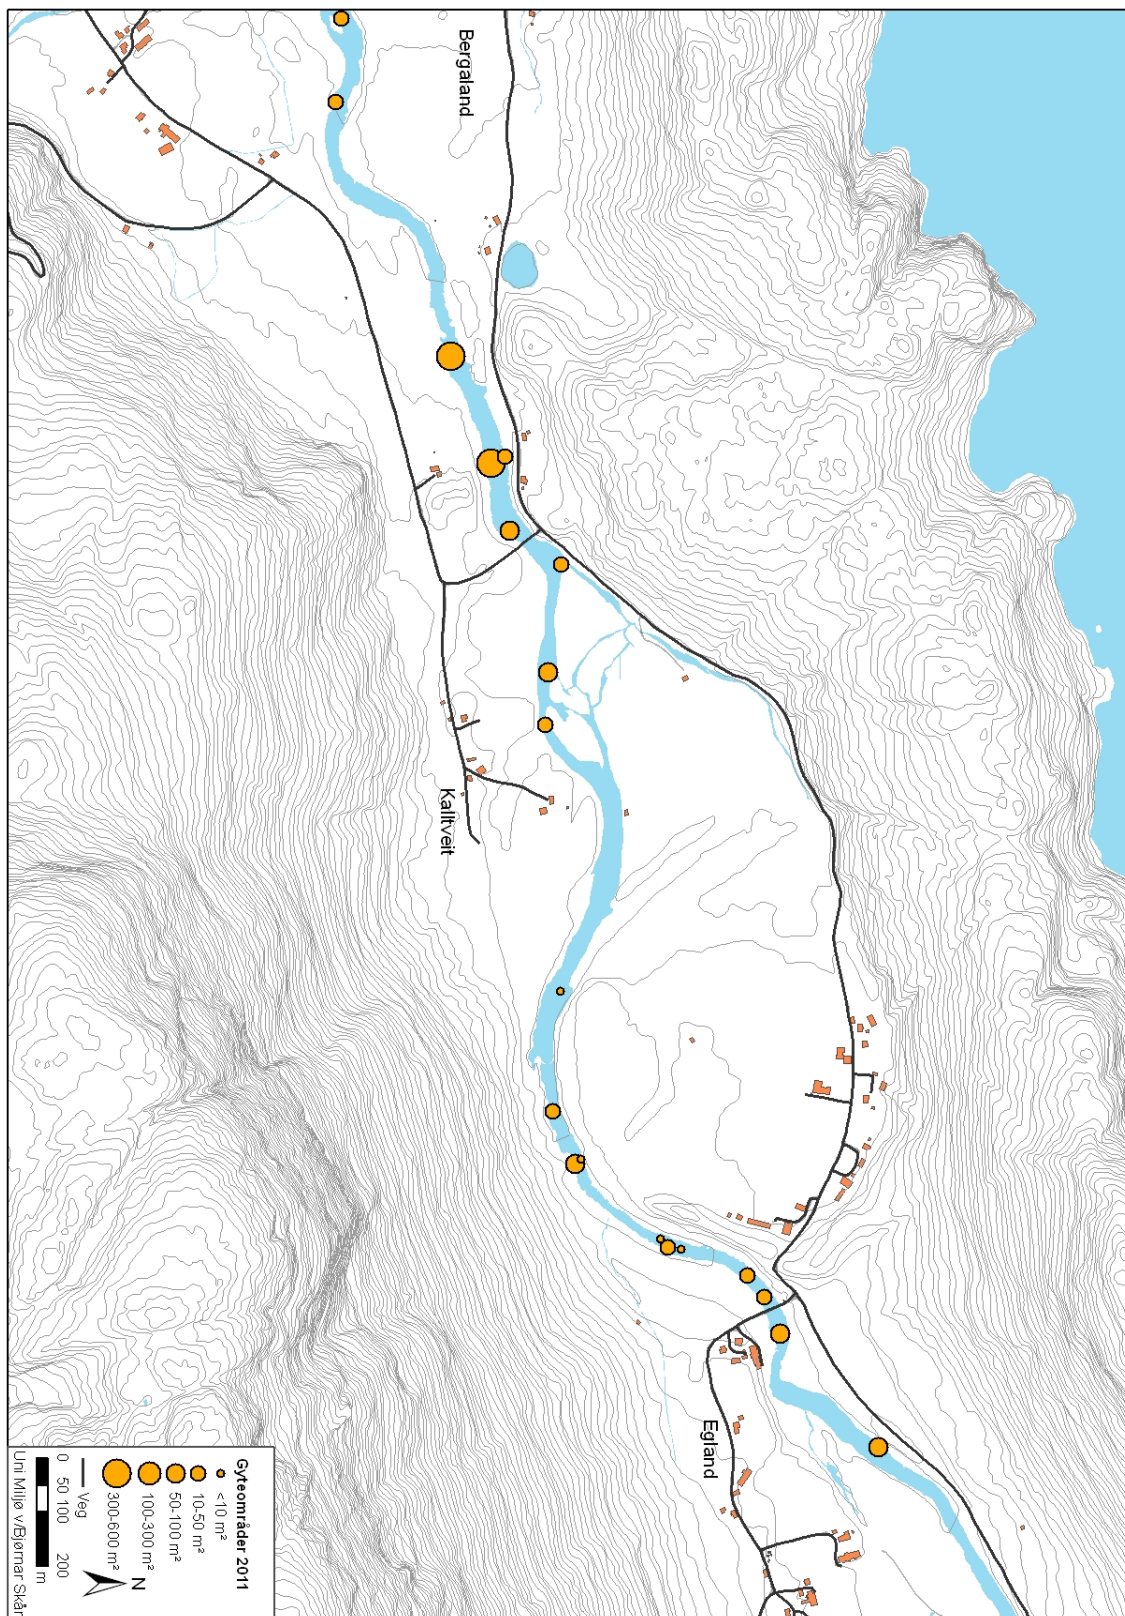 Bergaland
Kalltveit
Egland
Gyteområder 2011
<10 m²
10-50 m²
50-100 m²
100-300 m²
300-600 m²
Veg
N
0 50 100 200
m
Uni Miljø v/Bjørnar Skår